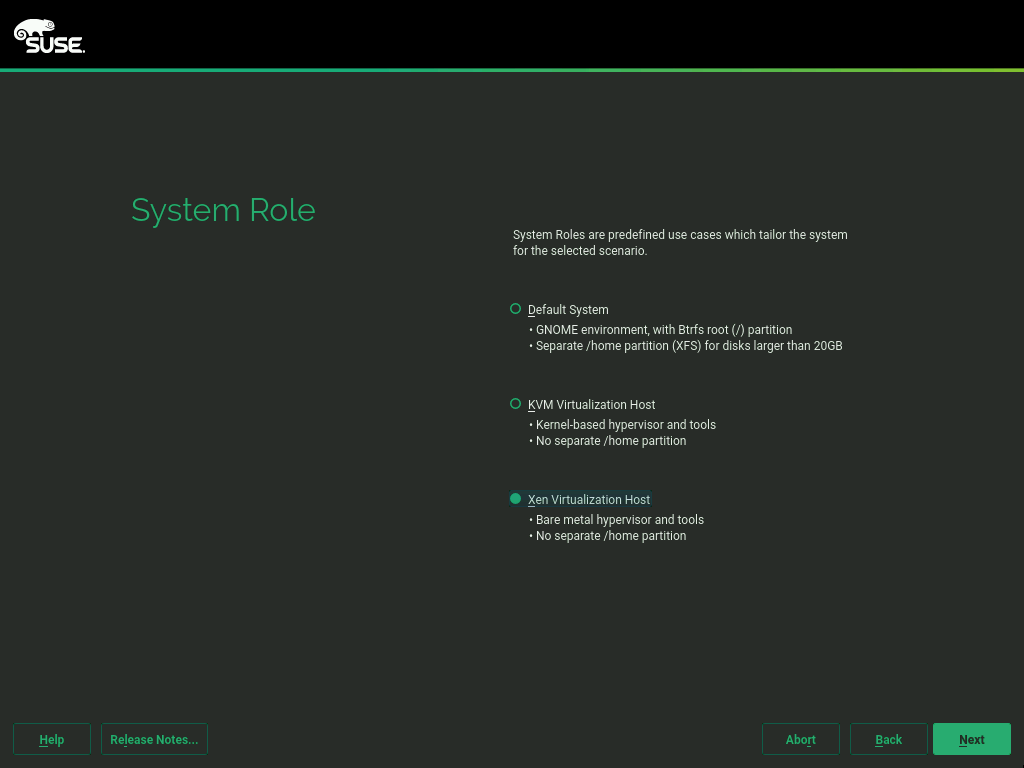 SUSE.
System Role
System Roles are predefined use cases which tailor the system
for the selected scenario.
Default System
• GNOME environment, with Btrfs root (/) partition
• Separate /home partition (XFS) for disks larger than 20GB
KVM Virtualization Host
• Kernel-based hypervisor and tools
• No separate /home partition
Xen Virtualization Host
• Bare metal hypervisor and tools
• No separate /home partition
Help
Release Notes...
Abort
Back
Next